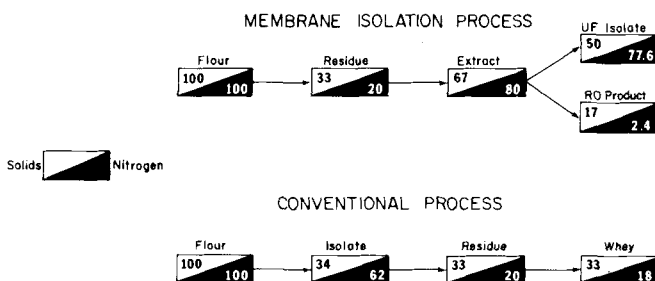 MEMBRANE ISOLATION PROCESS
UF Isolate
50
77.6
Flour
Residue
Extract
100
100
33
20
67
80
RO Product
17
2.4
Solids
Nitrogen
CONVENTIONAL PROCESS
Flour
Isolate
Residue
Whey
100
100
34
62
33
20
33
18